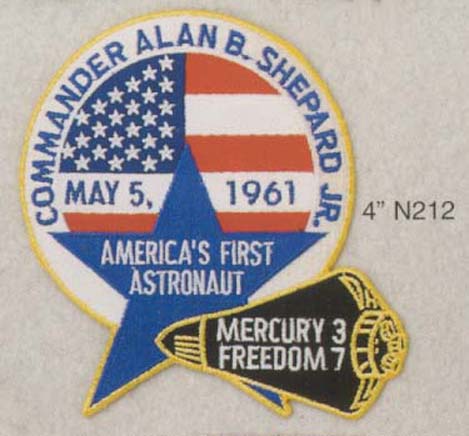 COMMANDER ALAN B. SHEPARD JR.
MAY 5, 1961
4" N212
AMERICA'S FIRST
ASTRONAUT
MERCURY 3
FREEDOM 7